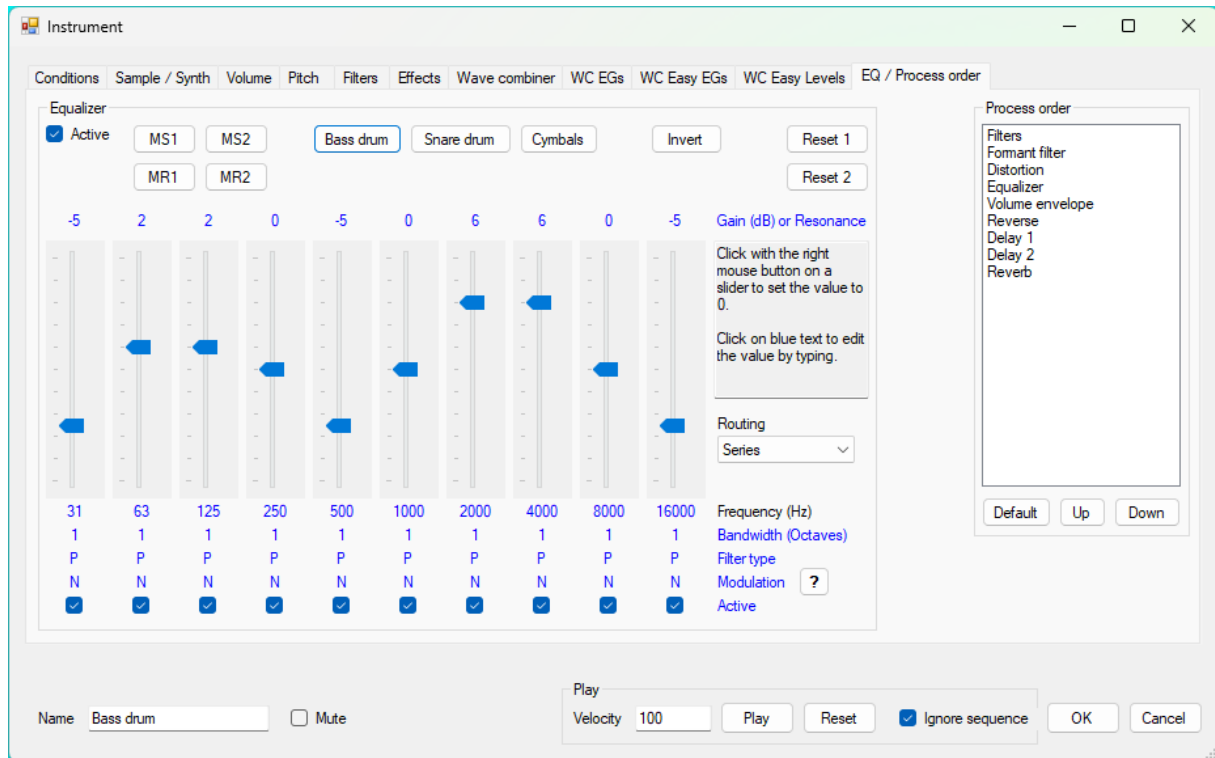 Instrument
Conditions Sample / Synth Volume Pitch Filters Effects Wave combiner WC EGs WC Easy EGs WC Easy Levels EQ / Process order
Equalizer
Active MS1 MS2 Bass drum Snare drum Cymbals Invert Reset 1
MR1 MR2 Reset 2
-5 2 2 0 -5 0 6 6 0 -5 Gain (dB) or Resonance
Click with the right
mouse button on a
slider to set the value to
0.
Click on blue text to edit
the value by typing.
Routing
Series
31 63 125 250 500 1000 2000 4000 8000 16000 Frequency (Hz)
1 1 1 1 1 1 1 1 1 1 Bandwidth (Octaves)
P P P P P P P P P P Filter type
N N N N N N N N N N Modulation ?
Active
Process order
Filters
Formant filter
Distortion
Equalizer
Volume envelope
Reverse
Delay 1
Delay 2
Reverb
Default Up Down
Name Bass drum Mute
Play
Velocity 100 Play Reset Ignore sequence OK Cancel